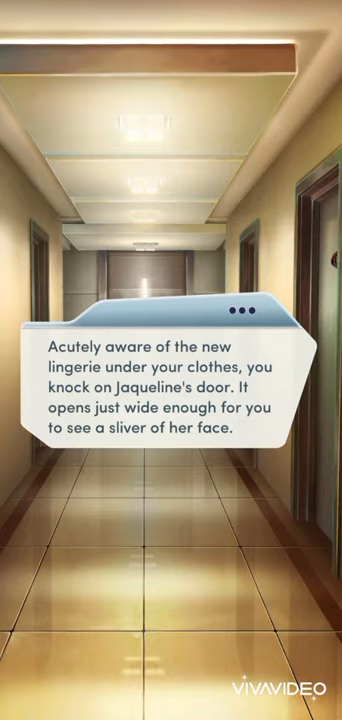 Acutely aware of the new
lingerie under your clothes, you
knock on Jaqueline's door. It
opens just wide enough for you
to see a sliver of her face.
VIVAVIDEO